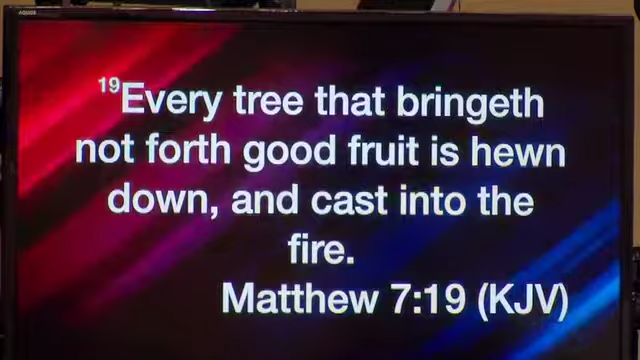 AQUOS
19Every tree that bringeth
not forth good fruit is hewn
down, and cast into the
fire.
Matthew 7:19 (KJV)